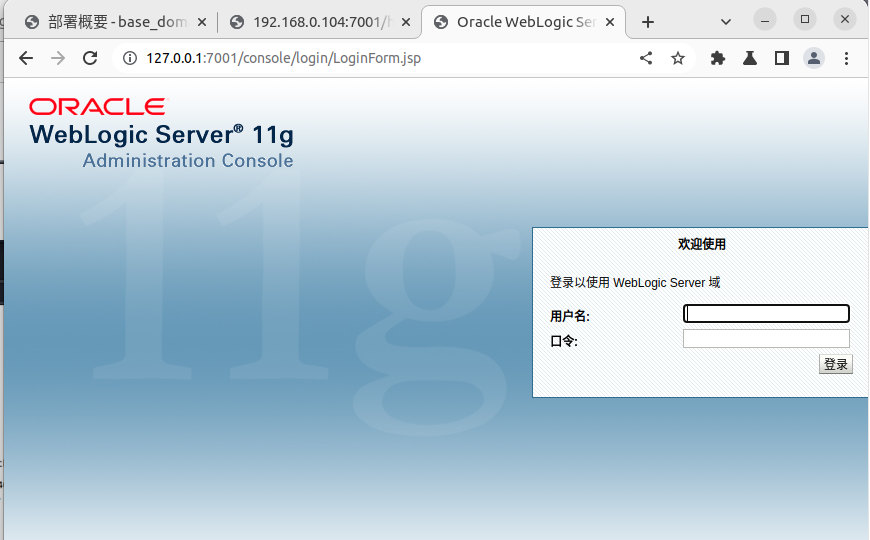 部署概要 - base_dom
192.168.0.104:7001/h
Oracle WebLogic Ser
127.0.0.1:7001/console/login/LoginForm.jsp
ORACLE
WebLogic Server® 11g
Administration Console
11g
欢迎使用
登录以使用 WebLogic Server 域
用户名:
口令:
登录